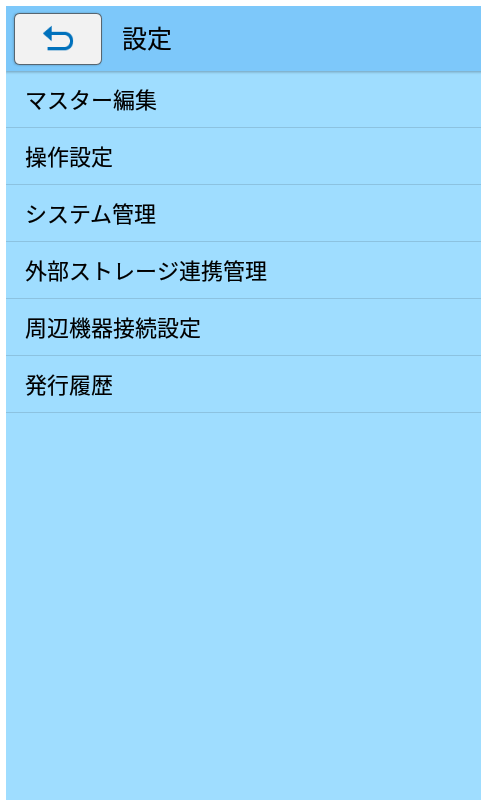 設定
マスター編集
操作設定
システム管理
外部ストレージ連携管理
周辺機器接続設定
発行履歴